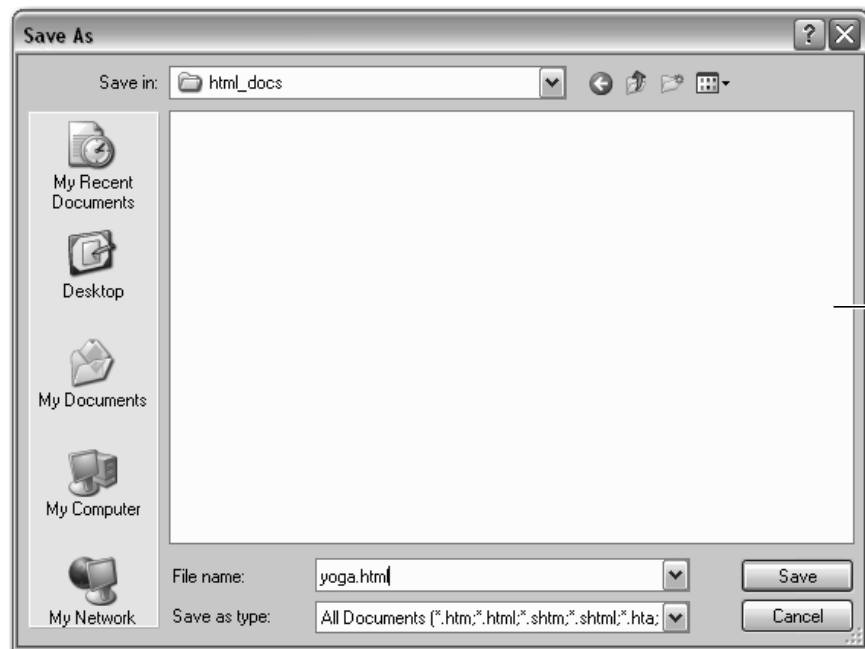 Save As
Save in:
html_docs
My Recent
Documents
Desktop
My Documents
My Computer
My Network
File name:
yoga.html
Save
Save as type:
All Documents (*.htm;*.html;*.shtm;*.shtml;*.hta;
Cancel